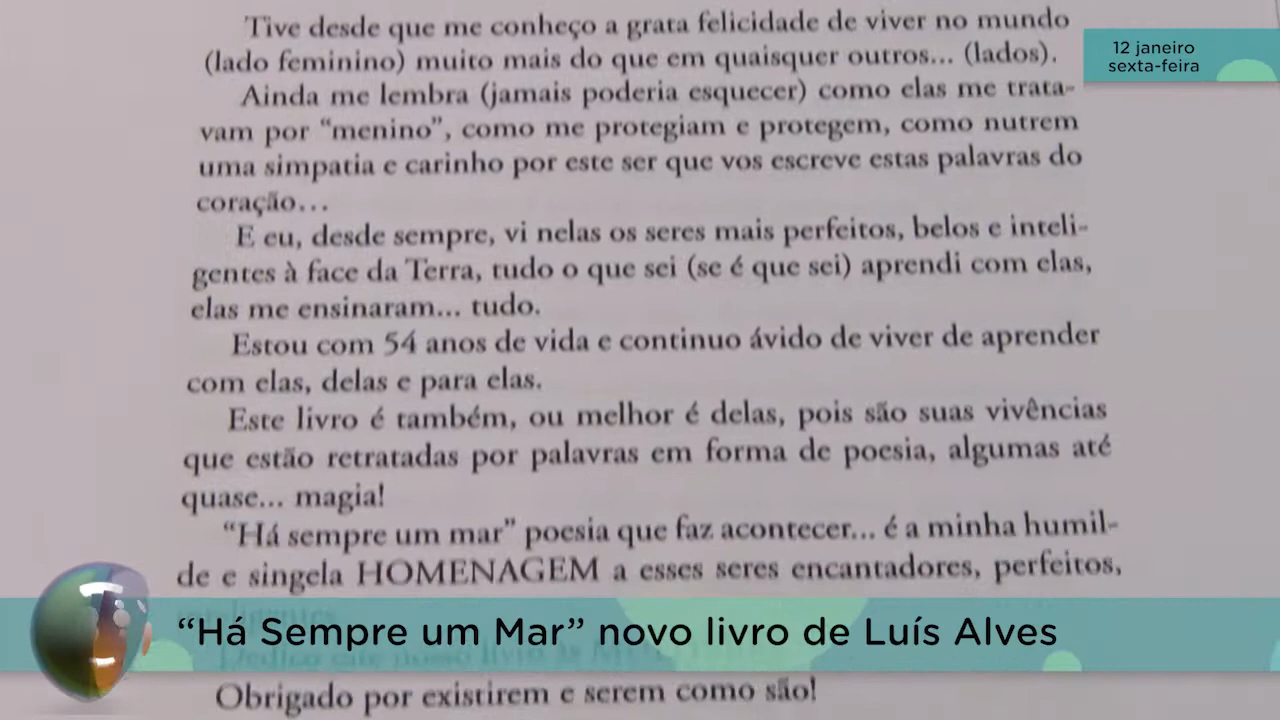 Tive desde que me conheço a grata felicidade de viver no mundo
(lado feminino) muito mais do que em quaisquer outros... (lados).
12 janeiro
sexta-feira
Ainda me lembra (jamais poderia esquecer) como elas me trata-
vam por “menino”, como me protegiam e protegem, como nutrem
uma simpatia e carinho por este ser que vos escreve estas palavras do
coração...
E eu, desde sempre, vi nelas os seres mais perfeitos, belos e inteli-
gentes à face da Terra, tudo o que sei (se é que sei) aprendi com elas,
elas me ensinaram... tudo.
Estou com 54 anos de vida e continuo ávido de viver de aprender
com elas, delas e para elas.
Este livro é também, ou melhor é delas, pois são suas vivências
que estão retratadas por palavras em forma de poesia, algumas até
quase... magia!
“Há sempre um mar” poesia que faz acontecer... é a minha humil-
de e singela HOMENAGEM a esses seres encantadores, perfeitos,
“Há Sempre um Mar” novo livro de Luís Alves
Obrigado por existirem e serem como são!